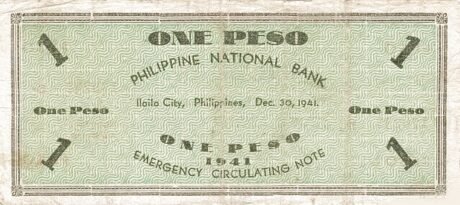 1 ONE PESO 1
PHILIPPINE NATIONAL BANK
Iloilo City, Philippines, Dec. 30, 1941.
One Peso One Peso
ONE PESO
1941
EMERGENCY CIRCULATING NOTE
1 1